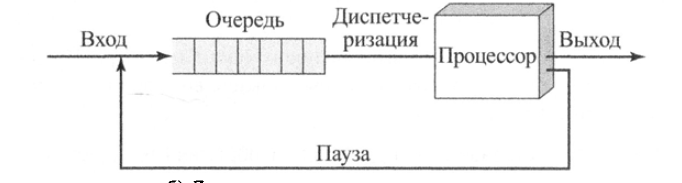 Очередь
Диспетче-
ризация
Вход
Процессор
Выход
Пауза